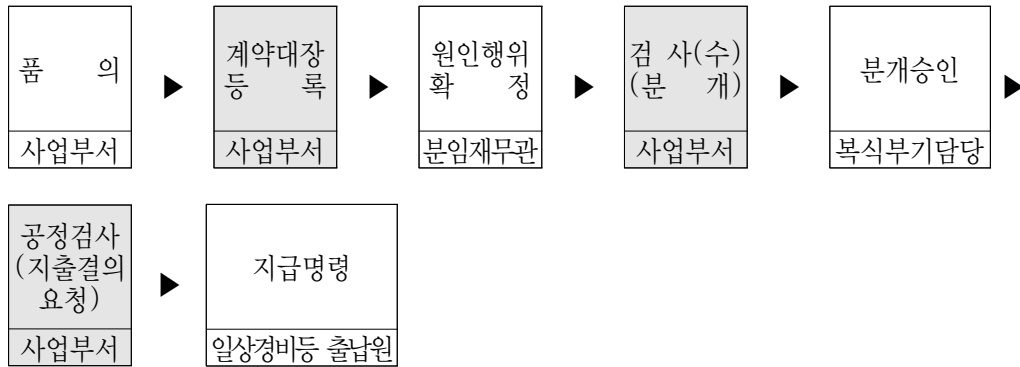 품 의
▶
계약대장
등 록
▶
원인행위
확 정
▶
검 사(수)
(분 개)
▶
분개승인
▶
사업부서
사업부서
분임재무관
사업부서
복식부기담당
공정검사
(지출결의
요청)
▶
지급명령
사업부서
일상경비등 출납원